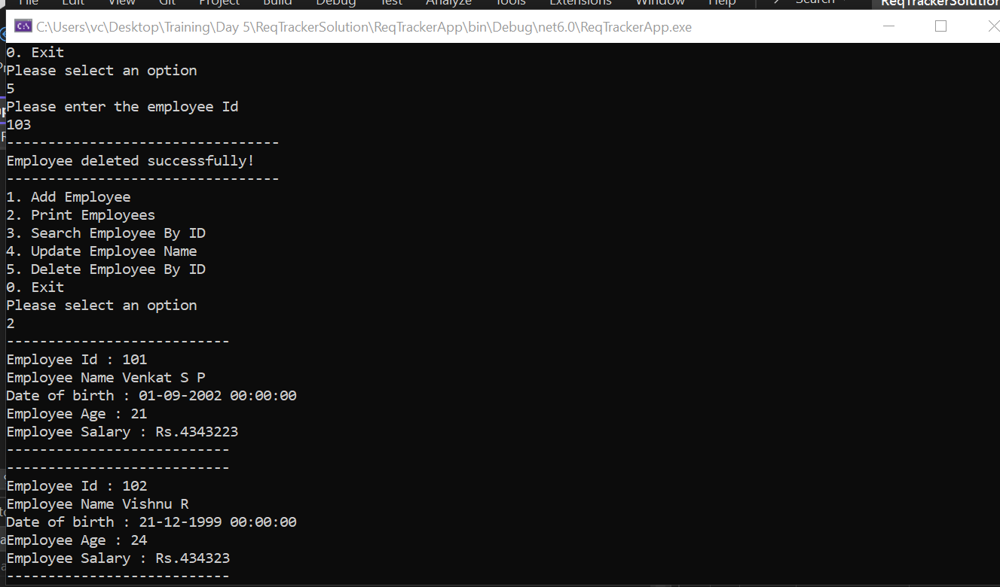 File Edit View Git Project Build Debug Test Analyze Tools Extensions Window Help Search ReqTrackerSolution
C:\Users\vc\Desktop\Training\Day 5\ReqTrackerSolution\ReqTrackerApp\bin\Debug\net6.0\ReqTrackerApp.exe
0. Exit
Please select an option
5
Please enter the employee Id
103
---------------------------------
Employee deleted successfully!
---------------------------------
1. Add Employee
2. Print Employees
3. Search Employee By ID
4. Update Employee Name
5. Delete Employee By ID
0. Exit
Please select an option
2
---------------------------
Employee Id : 101
Employee Name Venkat S P
Date of birth : 01-09-2002 00:00:00
Employee Age : 21
Employee Salary : Rs.4343223
---------------------------
---------------------------
Employee Id : 102
Employee Name Vishnu R
Date of birth : 21-12-1999 00:00:00
Employee Age : 24
Employee Salary : Rs.434323
---------------------------